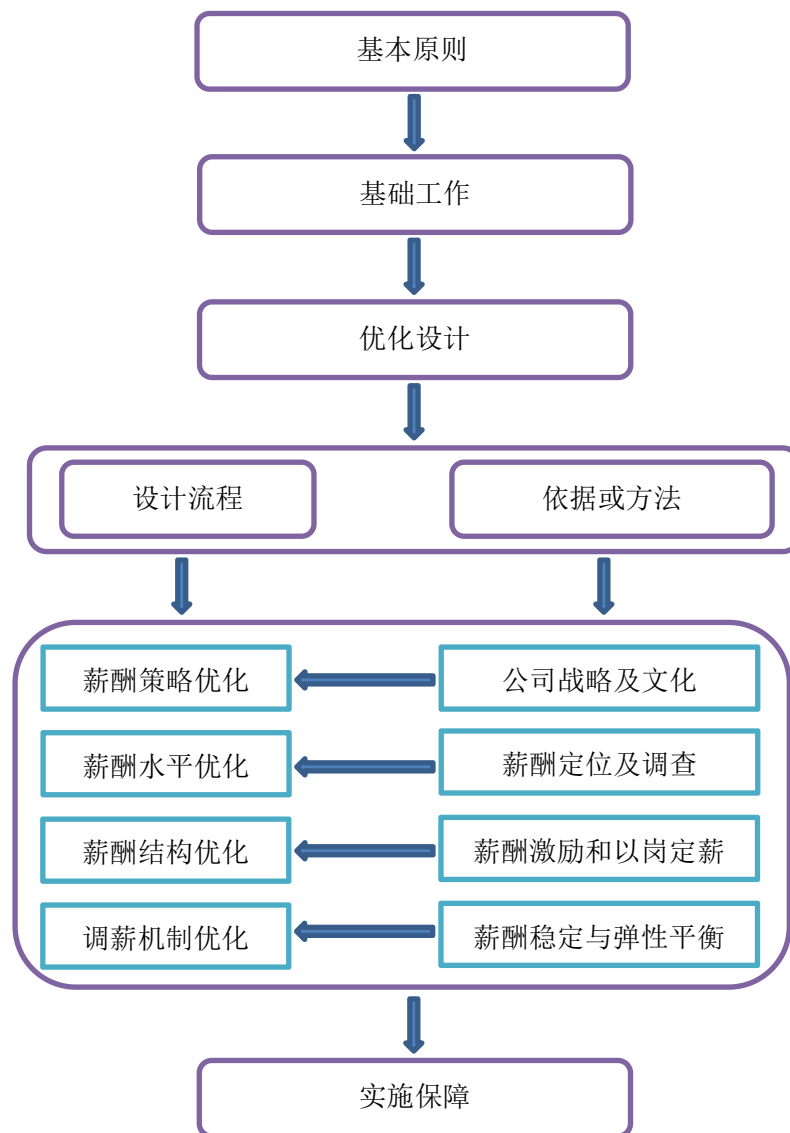 基本原则
基础工作
优化设计
设计流程
依据或方法
薪酬策略优化
公司战略及文化
薪酬水平优化
薪酬定位及调查
薪酬结构优化
薪酬激励和以岗定薪
调薪机制优化
薪酬稳定与弹性平衡
实施保障